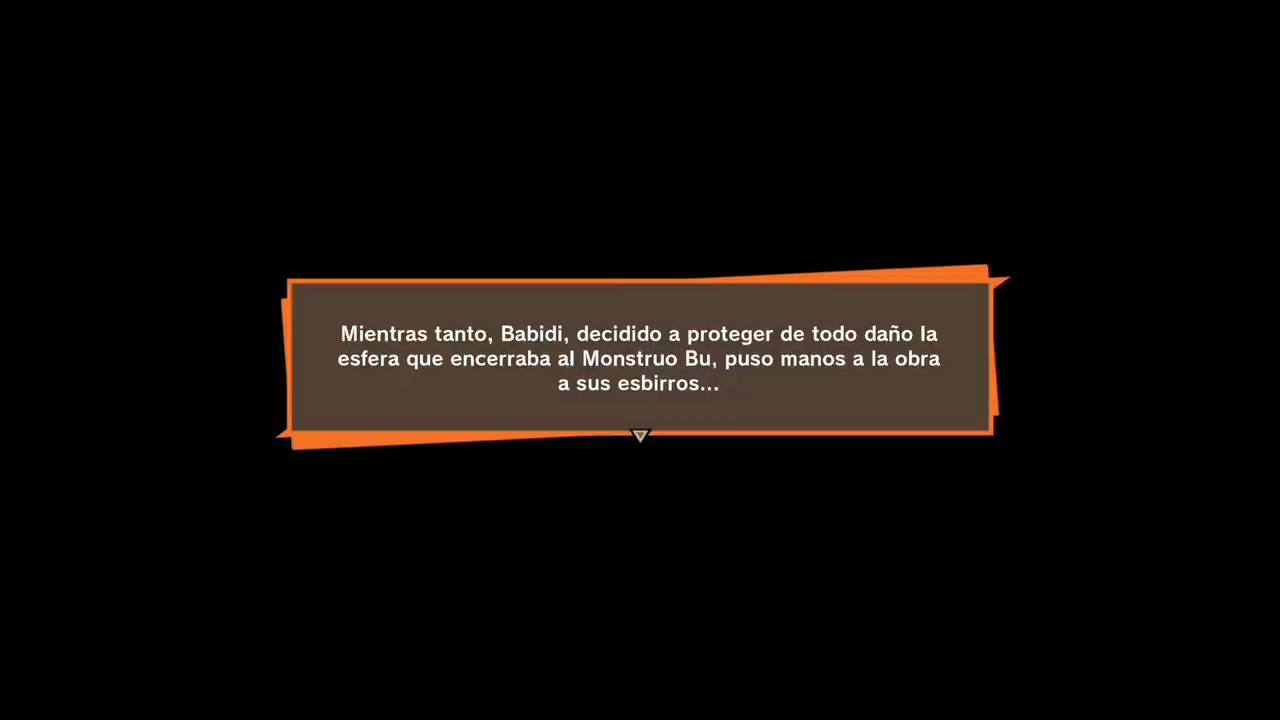 Mientras tanto, Babidi, decidido a proteger de todo daño la
esfera que encerraba al Monstruo Bu, puso manos a la obra
a sus esbirros...